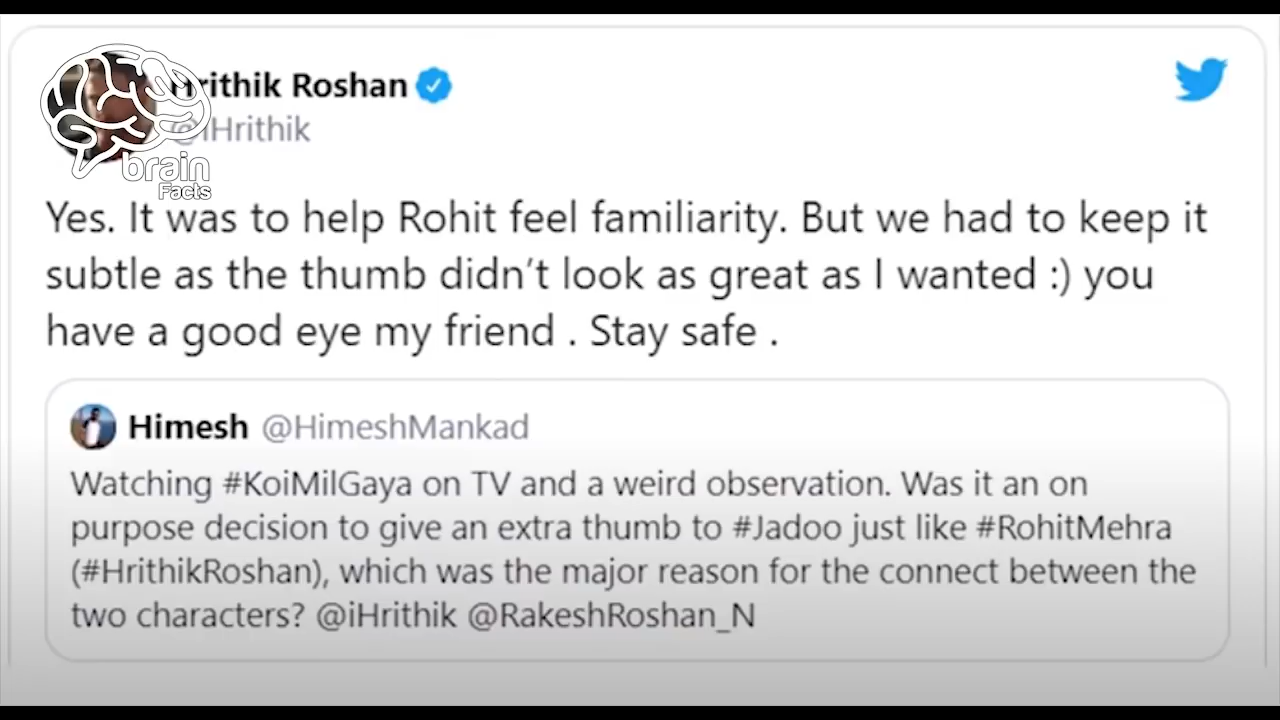 Hrithik Roshan
@iHrithik
brain
Facts
Yes. It was to help Rohit feel familiarity. But we had to keep it
subtle as the thumb didn’t look as great as I wanted :) you
have a good eye my friend . Stay safe .
Himesh @HimeshMankad
Watching #KoiMilGaya on TV and a weird observation. Was it an on
purpose decision to give an extra thumb to #Jadoo just like #RohitMehra
(#HrithikRoshan), which was the major reason for the connect between the
two characters? @iHrithik @RakeshRoshan_N